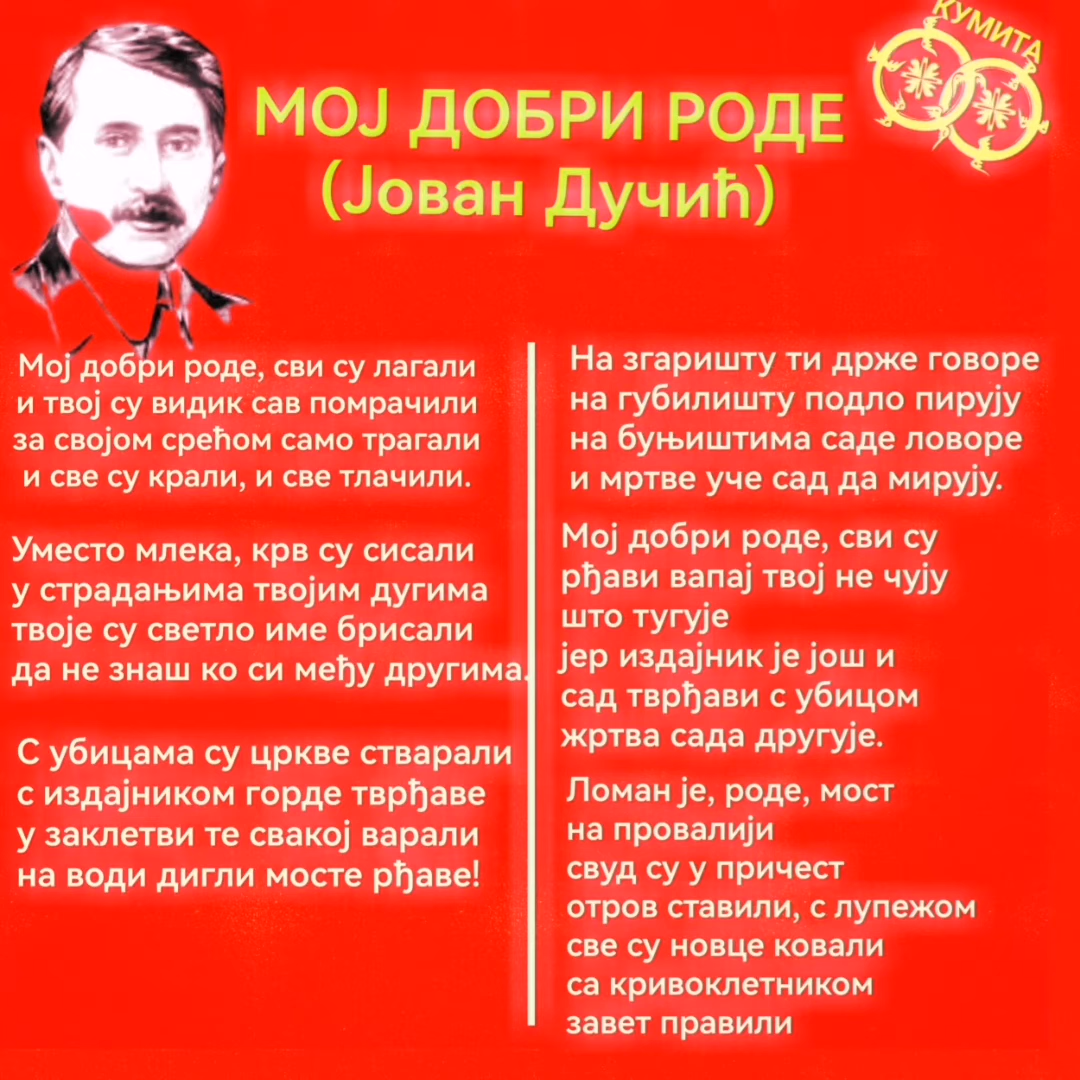 КУМИТА
МОЈ ДОБРИ РОДЕ
(Јован Дучић)
Мој добри роде, сви су лагали
и твој су видик сав помрачили
за својом срећом само трагали
и све су крали, и све тлачили.
Уместо млека, крв су сисали
у страдањима твојим дугима
твоје су светло име брисали
да не знаш ко си међу другима.
С убицама су цркве стварали
с издајником горде тврђаве
у заклетви те свакој варали
на води дигли мосте рђаве!
На згаришту ти држе говоре
на губилишту подло пирују
на буњиштима саде ловоре
и мртве уче сад да мирују.
Мој добри роде, сви су
рђави вапај твој не чују
што тугује
јер издајник је још и
сад тврђави с убицом
жртва сада другује.
Ломан је, роде, мост
на провалији
свуд су у причест
отров ставили, с лупежом
све су новце ковали
са кривоклетником
завет правили